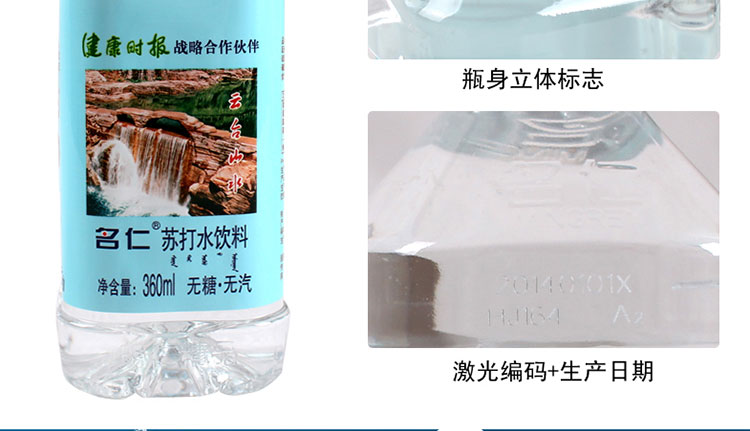 健康时报 战略合作伙伴
云台山水
名仁® 苏打水饮料
净含量: 360ml 无糖·无汽
瓶身立体标志
20140101X
A2
激光编码+生产日期